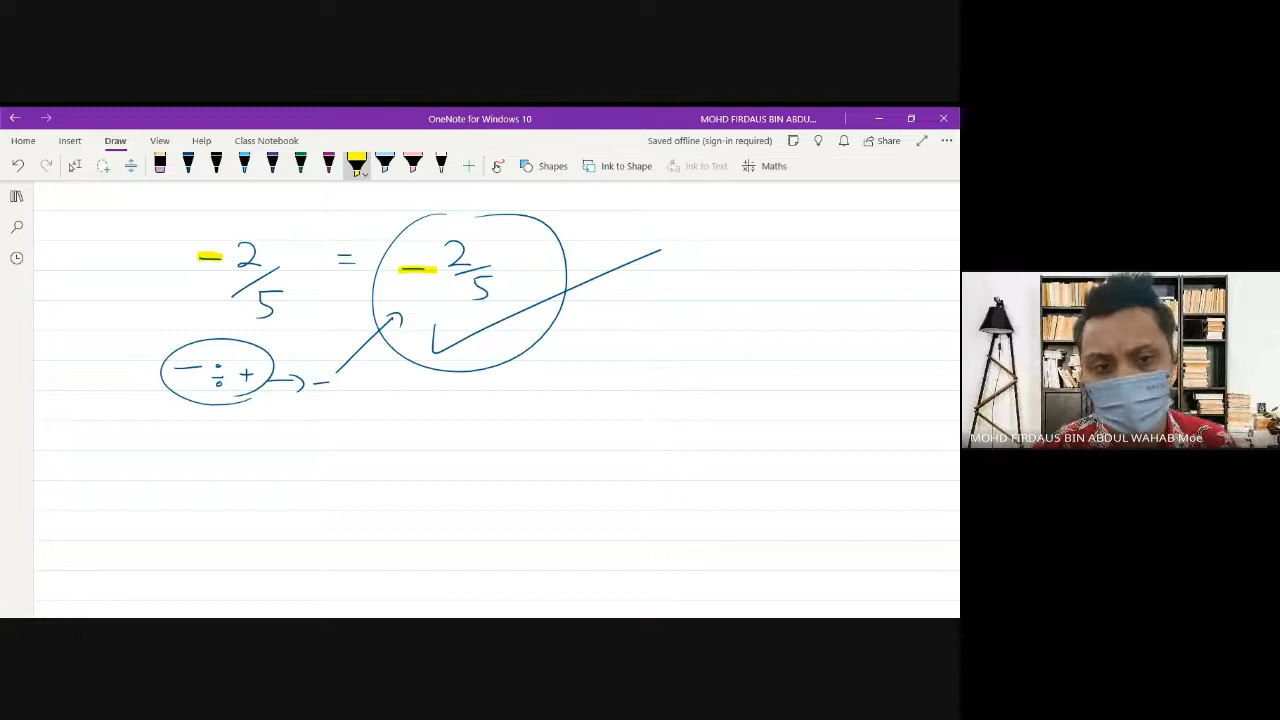 OneNote for Windows 10
MOHD FIRDAUS BIN ABDU...
Home Insert Draw View Help Class Notebook
Saved offline (sign-in required)
Share
Shapes Ink to Shape Ink to Text Maths
- 2/5 = - 2/5
- ÷ + → -
MOHD FIRDAUS BIN ABDUL WAHAB Moe